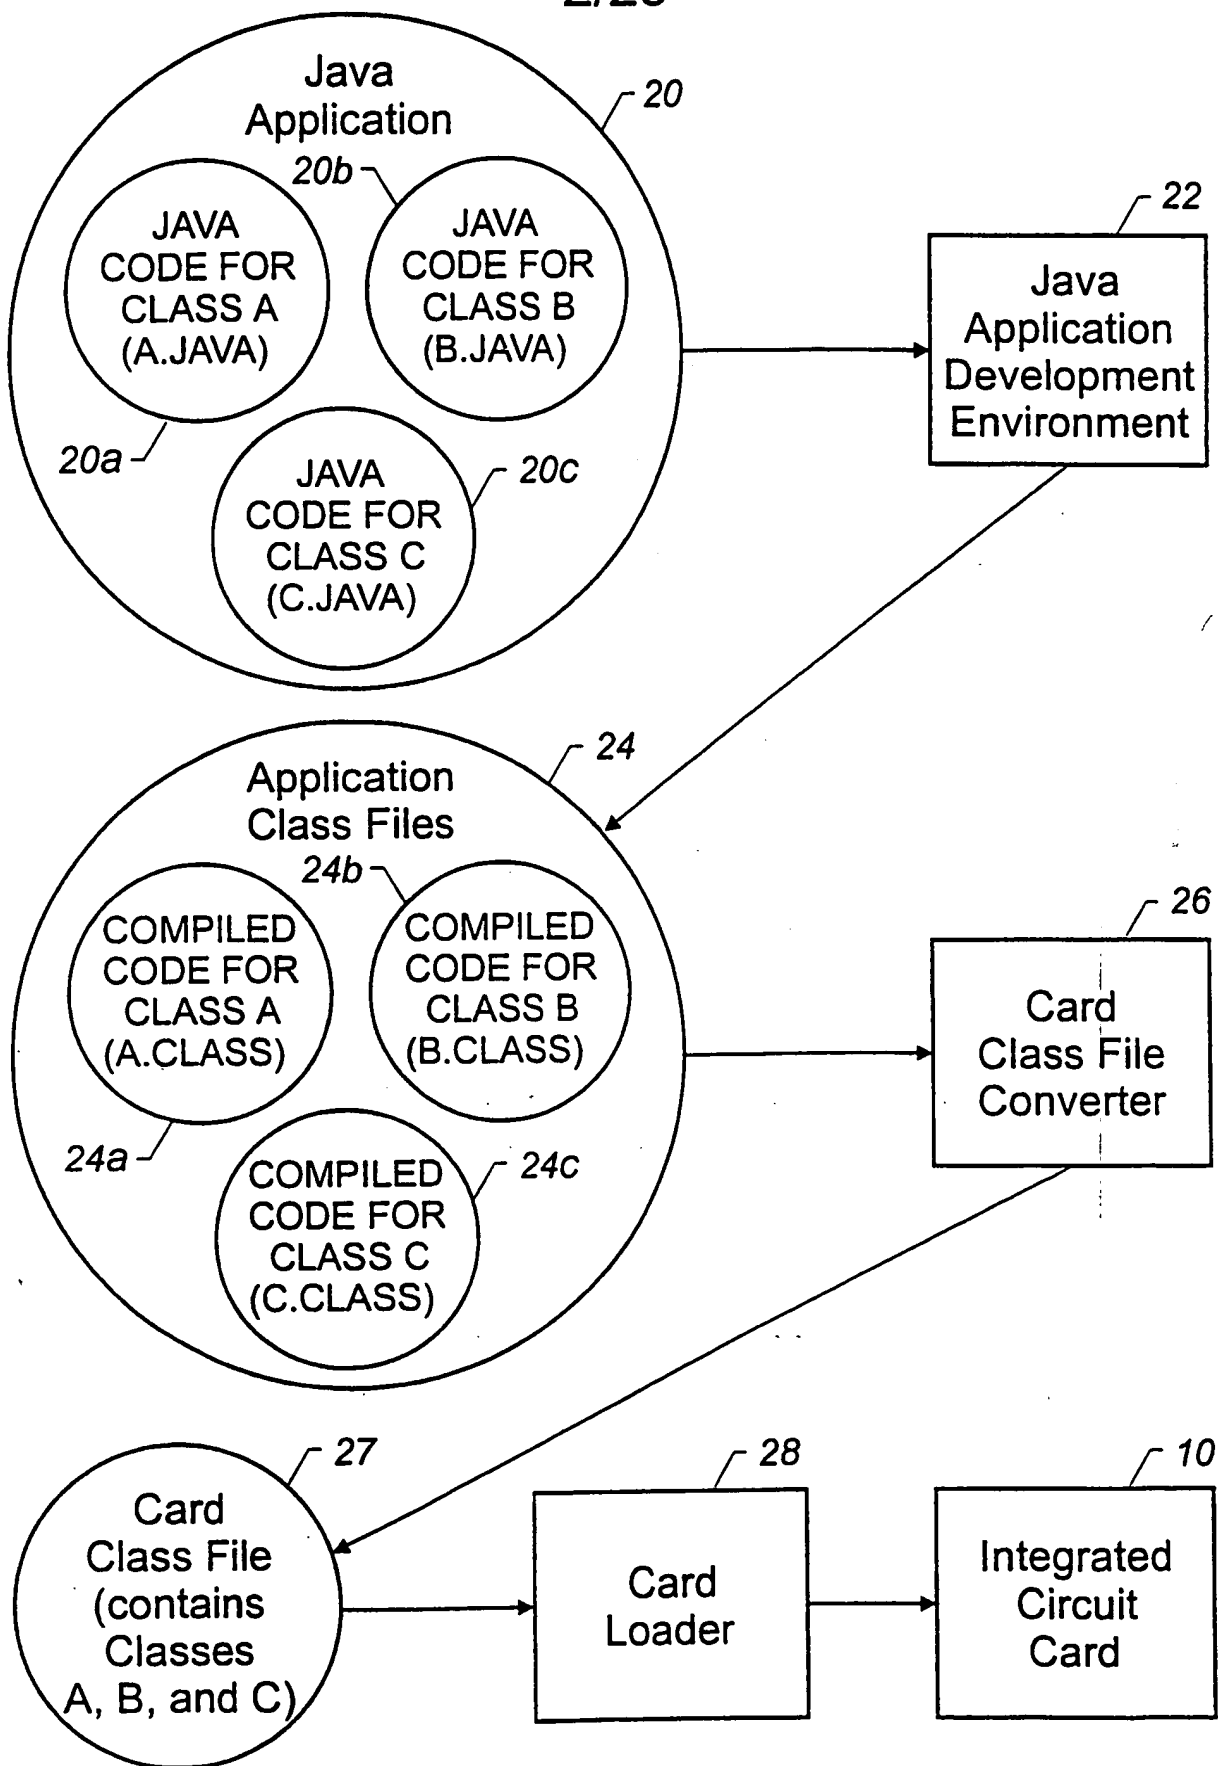 Java
Application
20
20b
JAVA
CODE FOR
CLASS A
(A.JAVA)
JAVA
CODE FOR
CLASS B
(B.JAVA)
20a
JAVA
CODE FOR
CLASS C
(C.JAVA)
20c
22
Java
Application
Development
Environment
Application
Class Files
24
24b
COMPILED
CODE FOR
CLASS A
(A.CLASS)
COMPILED
CODE FOR
CLASS B
(B.CLASS)
24a
COMPILED
CODE FOR
CLASS C
(C.CLASS)
24c
26
Card
Class File
Converter
27
Card
Class File
(contains
Classes
A, B, and C)
28
Card
Loader
10
Integrated
Circuit
Card